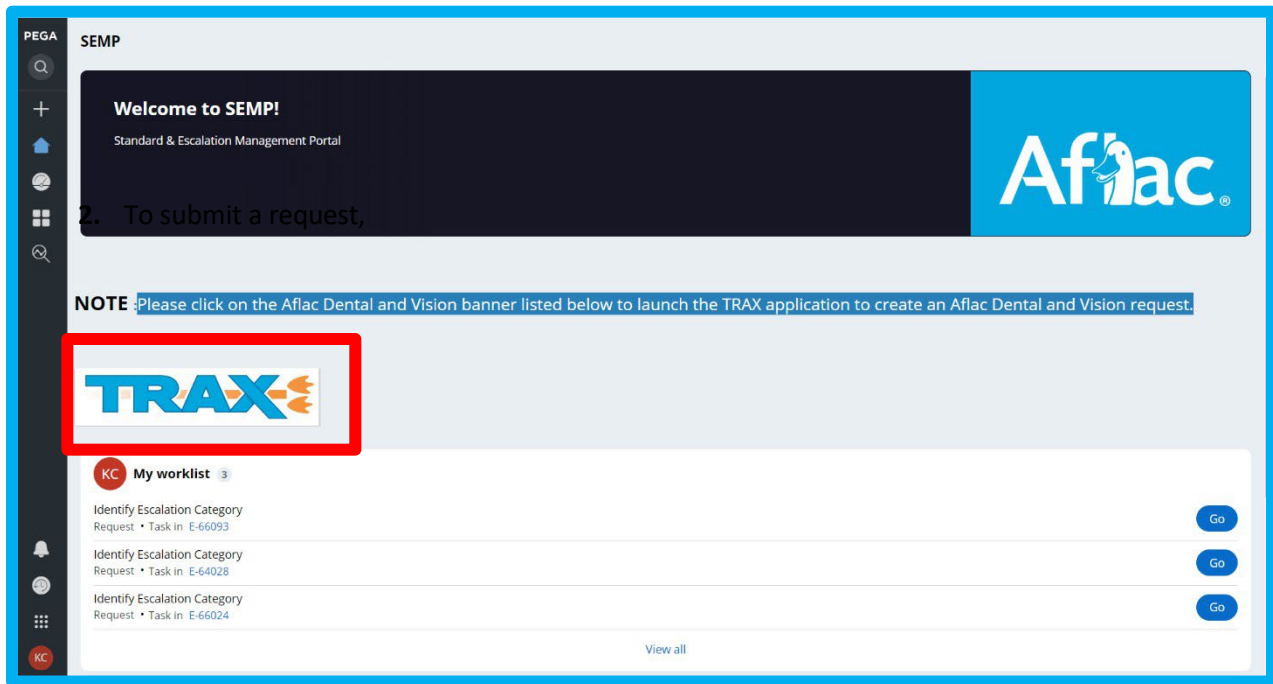 PEGA
SEMP
Welcome to SEMP!
Standard & Escalation Management Portal
Aflac®
2. To submit a request,
NOTE :Please click on the Aflac Dental and Vision banner listed below to launch the TRAX application to create an Aflac Dental and Vision request.
TRAX
KC My worklist 3
Identify Escalation Category
Request • Task in E-66093
Go
Identify Escalation Category
Request • Task in E-64028
Go
Identify Escalation Category
Request • Task in E-66024
Go
View all
KC